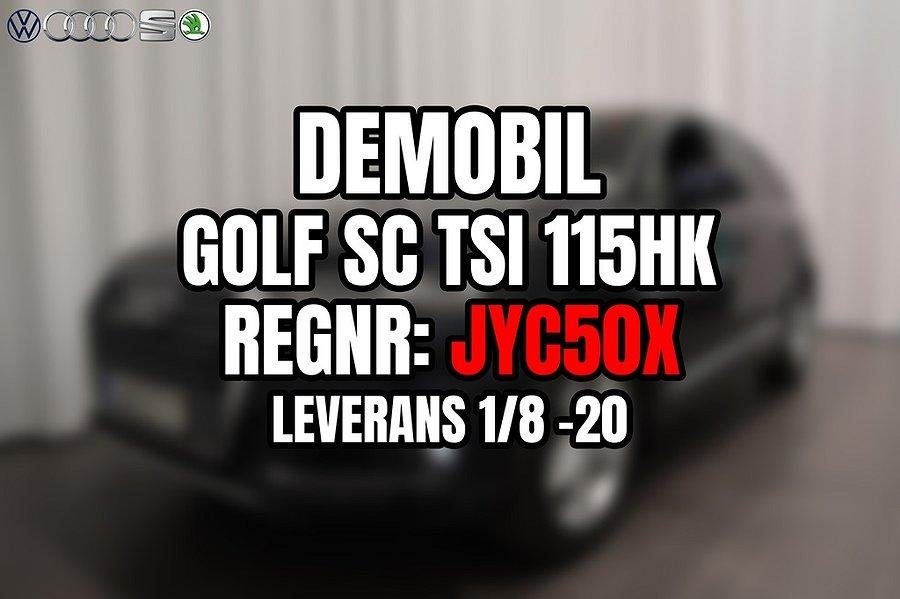 DEMOBIL
GOLF SC TSI 115HK
REGNR: JYC50X
LEVERANS 1/8 -20